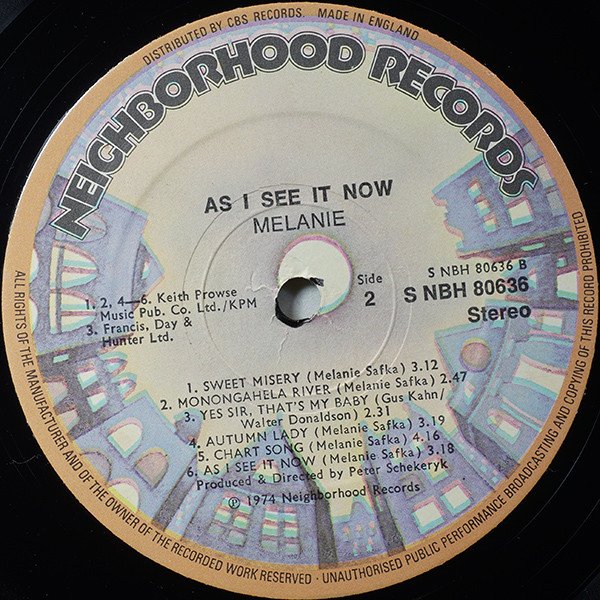 DISTRIBUTED BY CBS RECORDS. MADE IN ENGLAND
NEIGHBORHOOD RECORDS
AS I SEE IT NOW
MELANIE
1. 2, 4—6. Keith Prowse
Music Pub. Co. Ltd./KPM
3. Francis, Day &
Hunter Ltd.
Side
2
S NBH 80636 B
S NBH 80636
Stereo
1. SWEET MISERY (Melanie Safka) 3.12
2. MONONGAHELA RIVER (Melanie Safka) 2.47
3. YES SIR, THAT'S MY BABY (Gus Kahn/
Walter Donaldson) 2.31
4. AUTUMN LADY (Melanie Safka) 3.19
5. CHART SONG (Melanie Safka) 4.16
6. AS I SEE IT NOW (Melanie Safka) 3.18
Produced & Directed by Peter Schekeryk
℗ 1974 Neighborhood Records
ALL RIGHTS OF THE MANUFACTURER AND OF THE OWNER OF THE RECORDED WORK RESERVED · UNAUTHORISED PUBLIC PERFORMANCE BROADCASTING AND COPYING OF THIS RECORD PROHIBITED